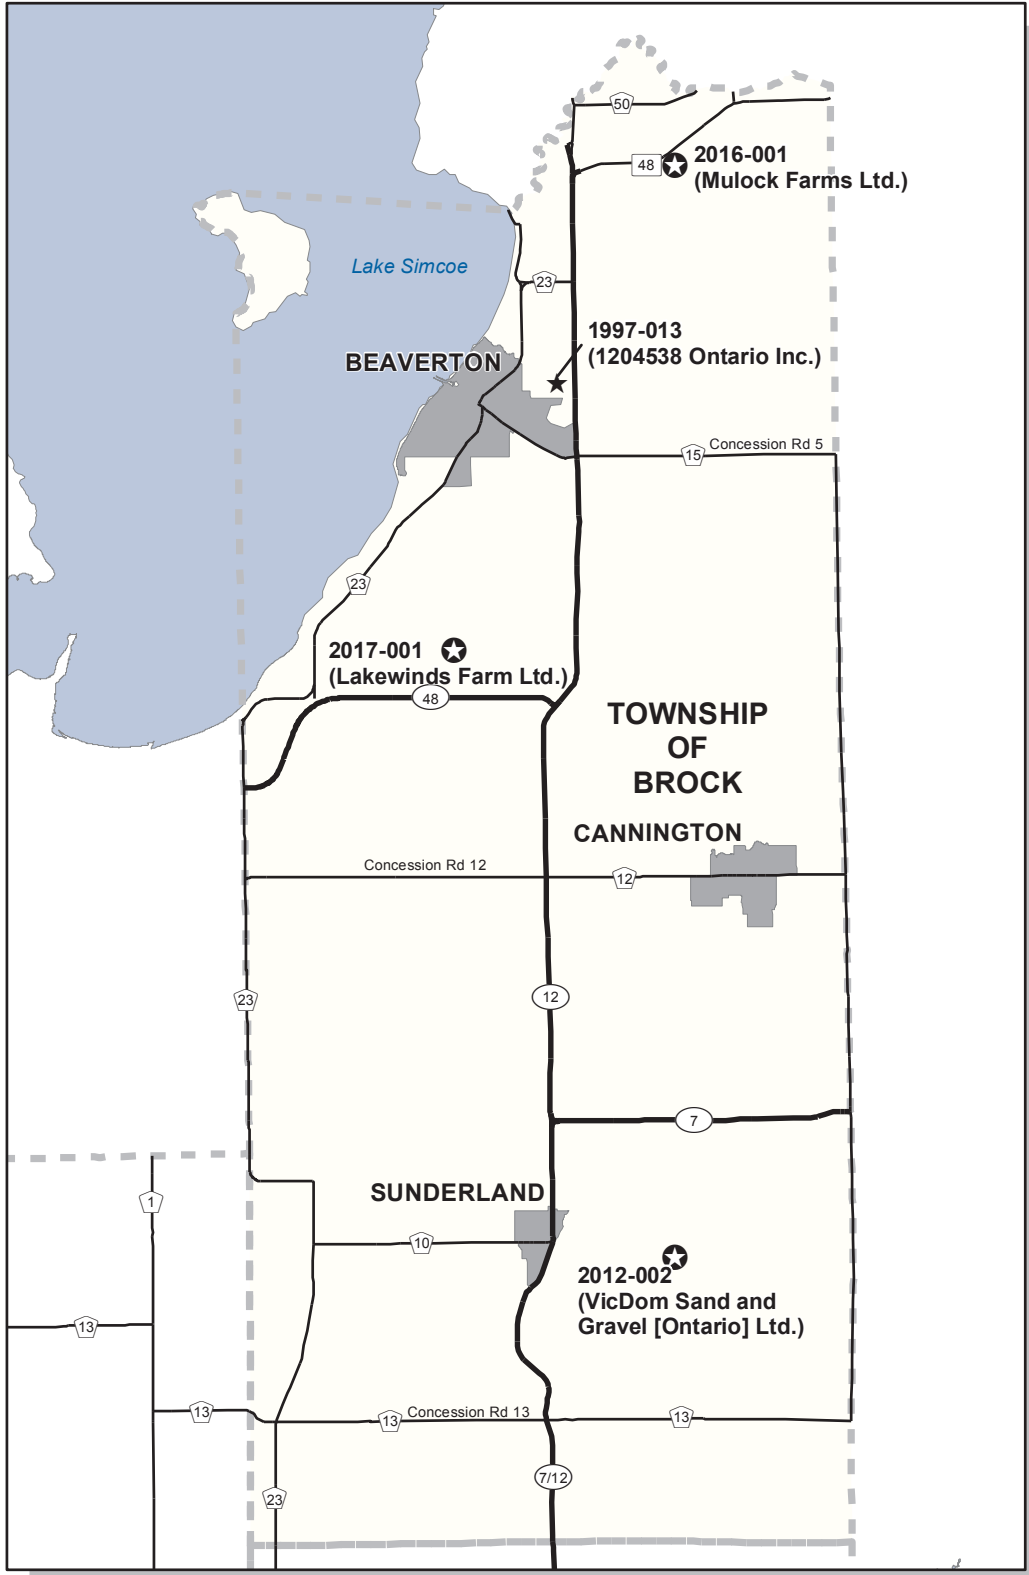 50
48
2016-001
(Mulock Farms Ltd.)
Lake Simcoe
23
1997-013
(1204538 Ontario Inc.)
BEAVERTON
Concession Rd 5
15
23
2017-001
(Lakewinds Farm Ltd.)
48
TOWNSHIP
OF
BROCK
CANNINGTON
Concession Rd 12
12
23
12
7
SUNDERLAND
1
10
2012-002
(VicDom Sand and
Gravel [Ontario] Ltd.)
13
13
13
Concession Rd 13
13
7/12
23